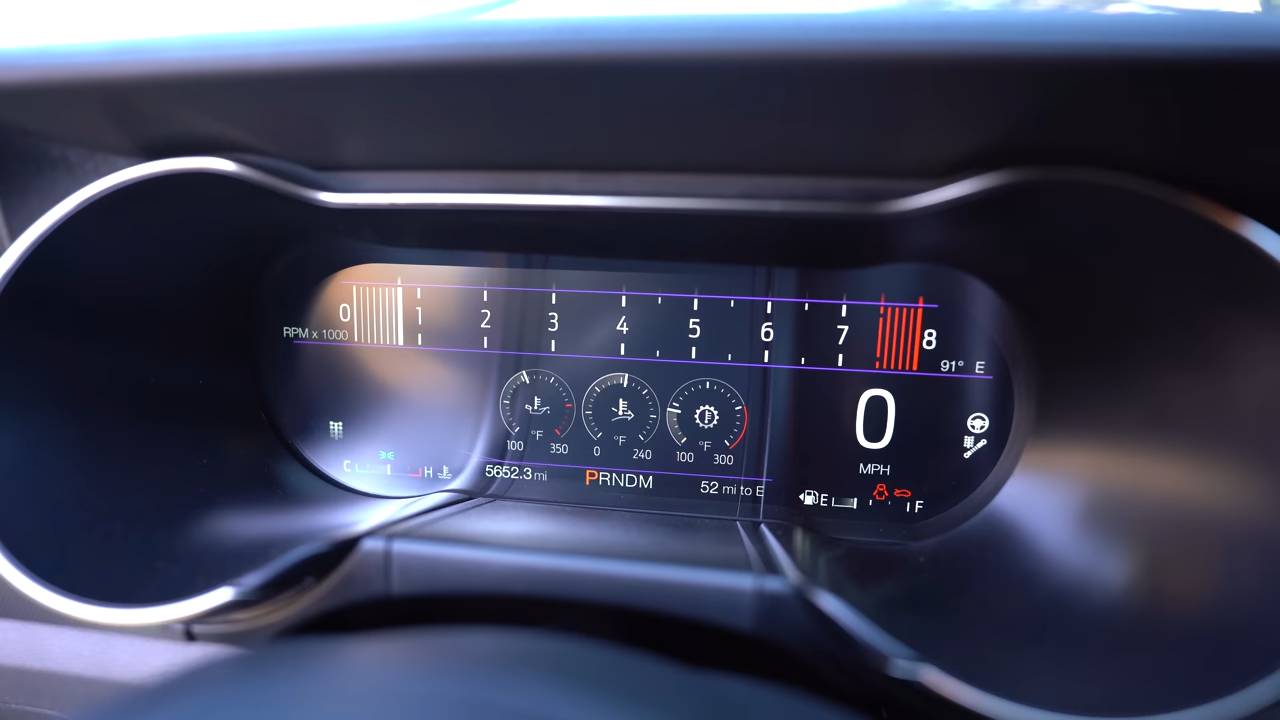 0 1 2 3 4 5 6 7 8
RPM x 1000
91° E
°F °F °F
100 350 0 240 100 300
0
MPH
C H
5652.3 mi PRNDM 52 mi to E
E F